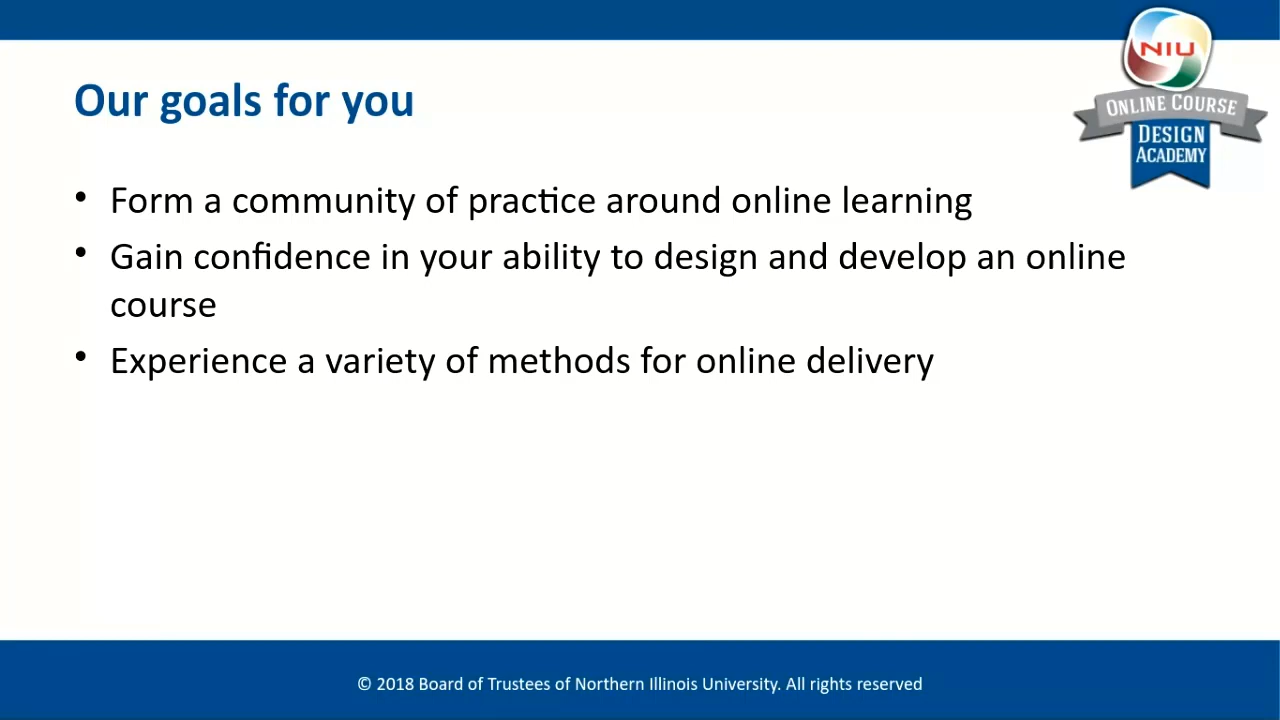 NIU
ONLINE COURSE
DESIGN
ACADEMY
Our goals for you
• Form a community of practice around online learning
• Gain confidence in your ability to design and develop an online
course
• Experience a variety of methods for online delivery
© 2018 Board of Trustees of Northern Illinois University. All rights reserved